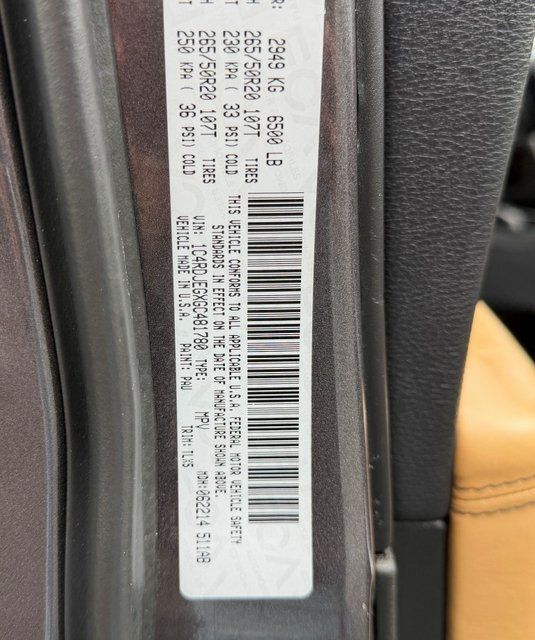 R: 2949 KG 6500 LB
265/50R20 107T TIRES
230 KPA ( 33 PSI) COLD
265/50R20 107T TIRES
250 KPA ( 36 PSI) COLD
THIS VEHICLE CONFORMS TO ALL APPLICABLE U.S.A. FEDERAL MOTOR VEHICLE SAFETY
STANDARDS IN EFFECT ON THE DATE OF MANUFACTURE SHOWN ABOVE.
VIN: 1C4RDJEGXGC481780 TYPE: MPV MDH:062214 511AB
VEHICLE MADE IN U.S.A. PAINT: PAU TRIM: TLXS